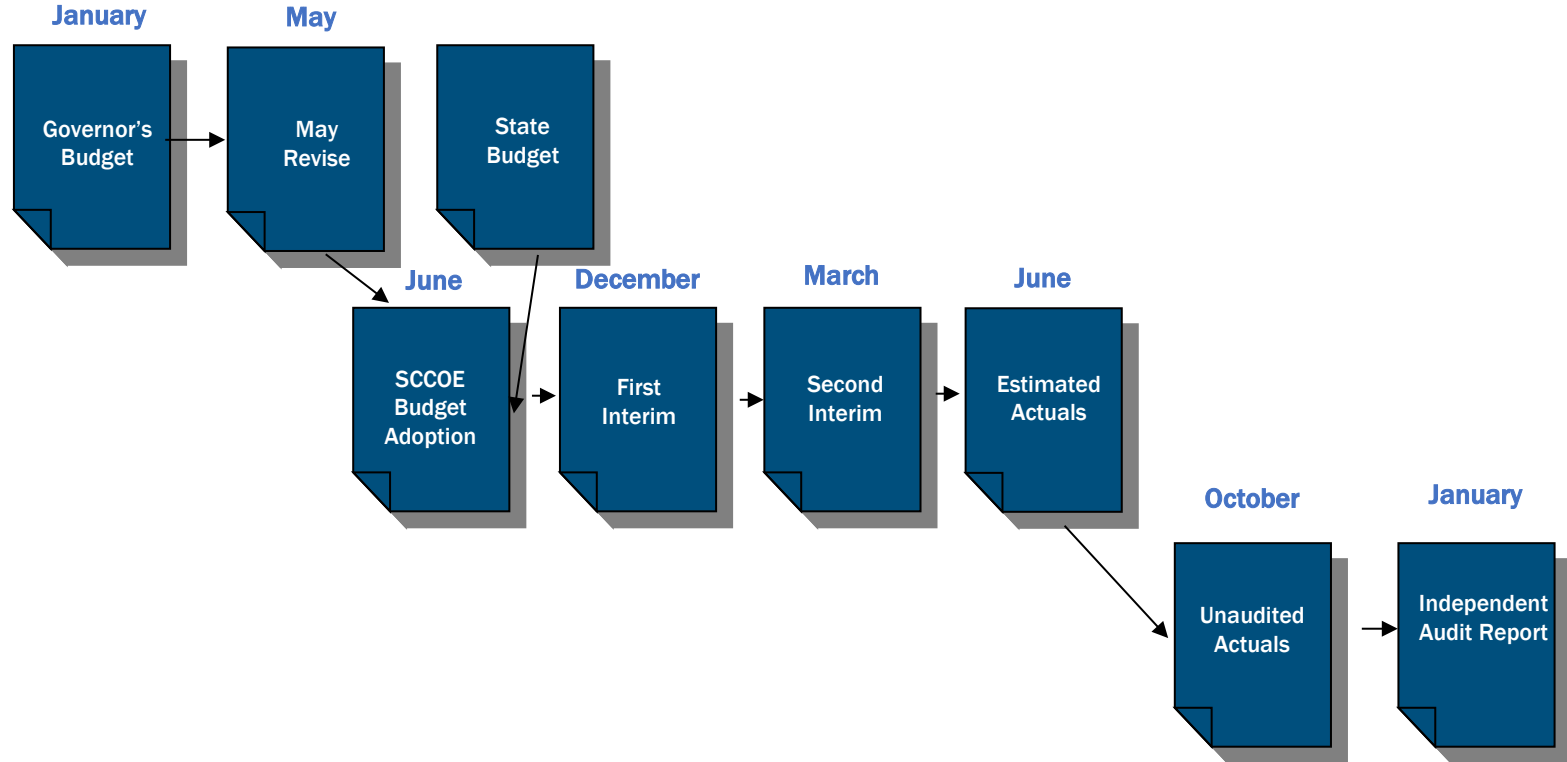 January
May
Governor's
Budget
May
Revise
State
Budget
June
December
March
June
SCCOE
Budget
Adoption
First
Interim
Second
Interim
Estimated
Actuals
October
January
Unaudited
Actuals
Independent
Audit Report